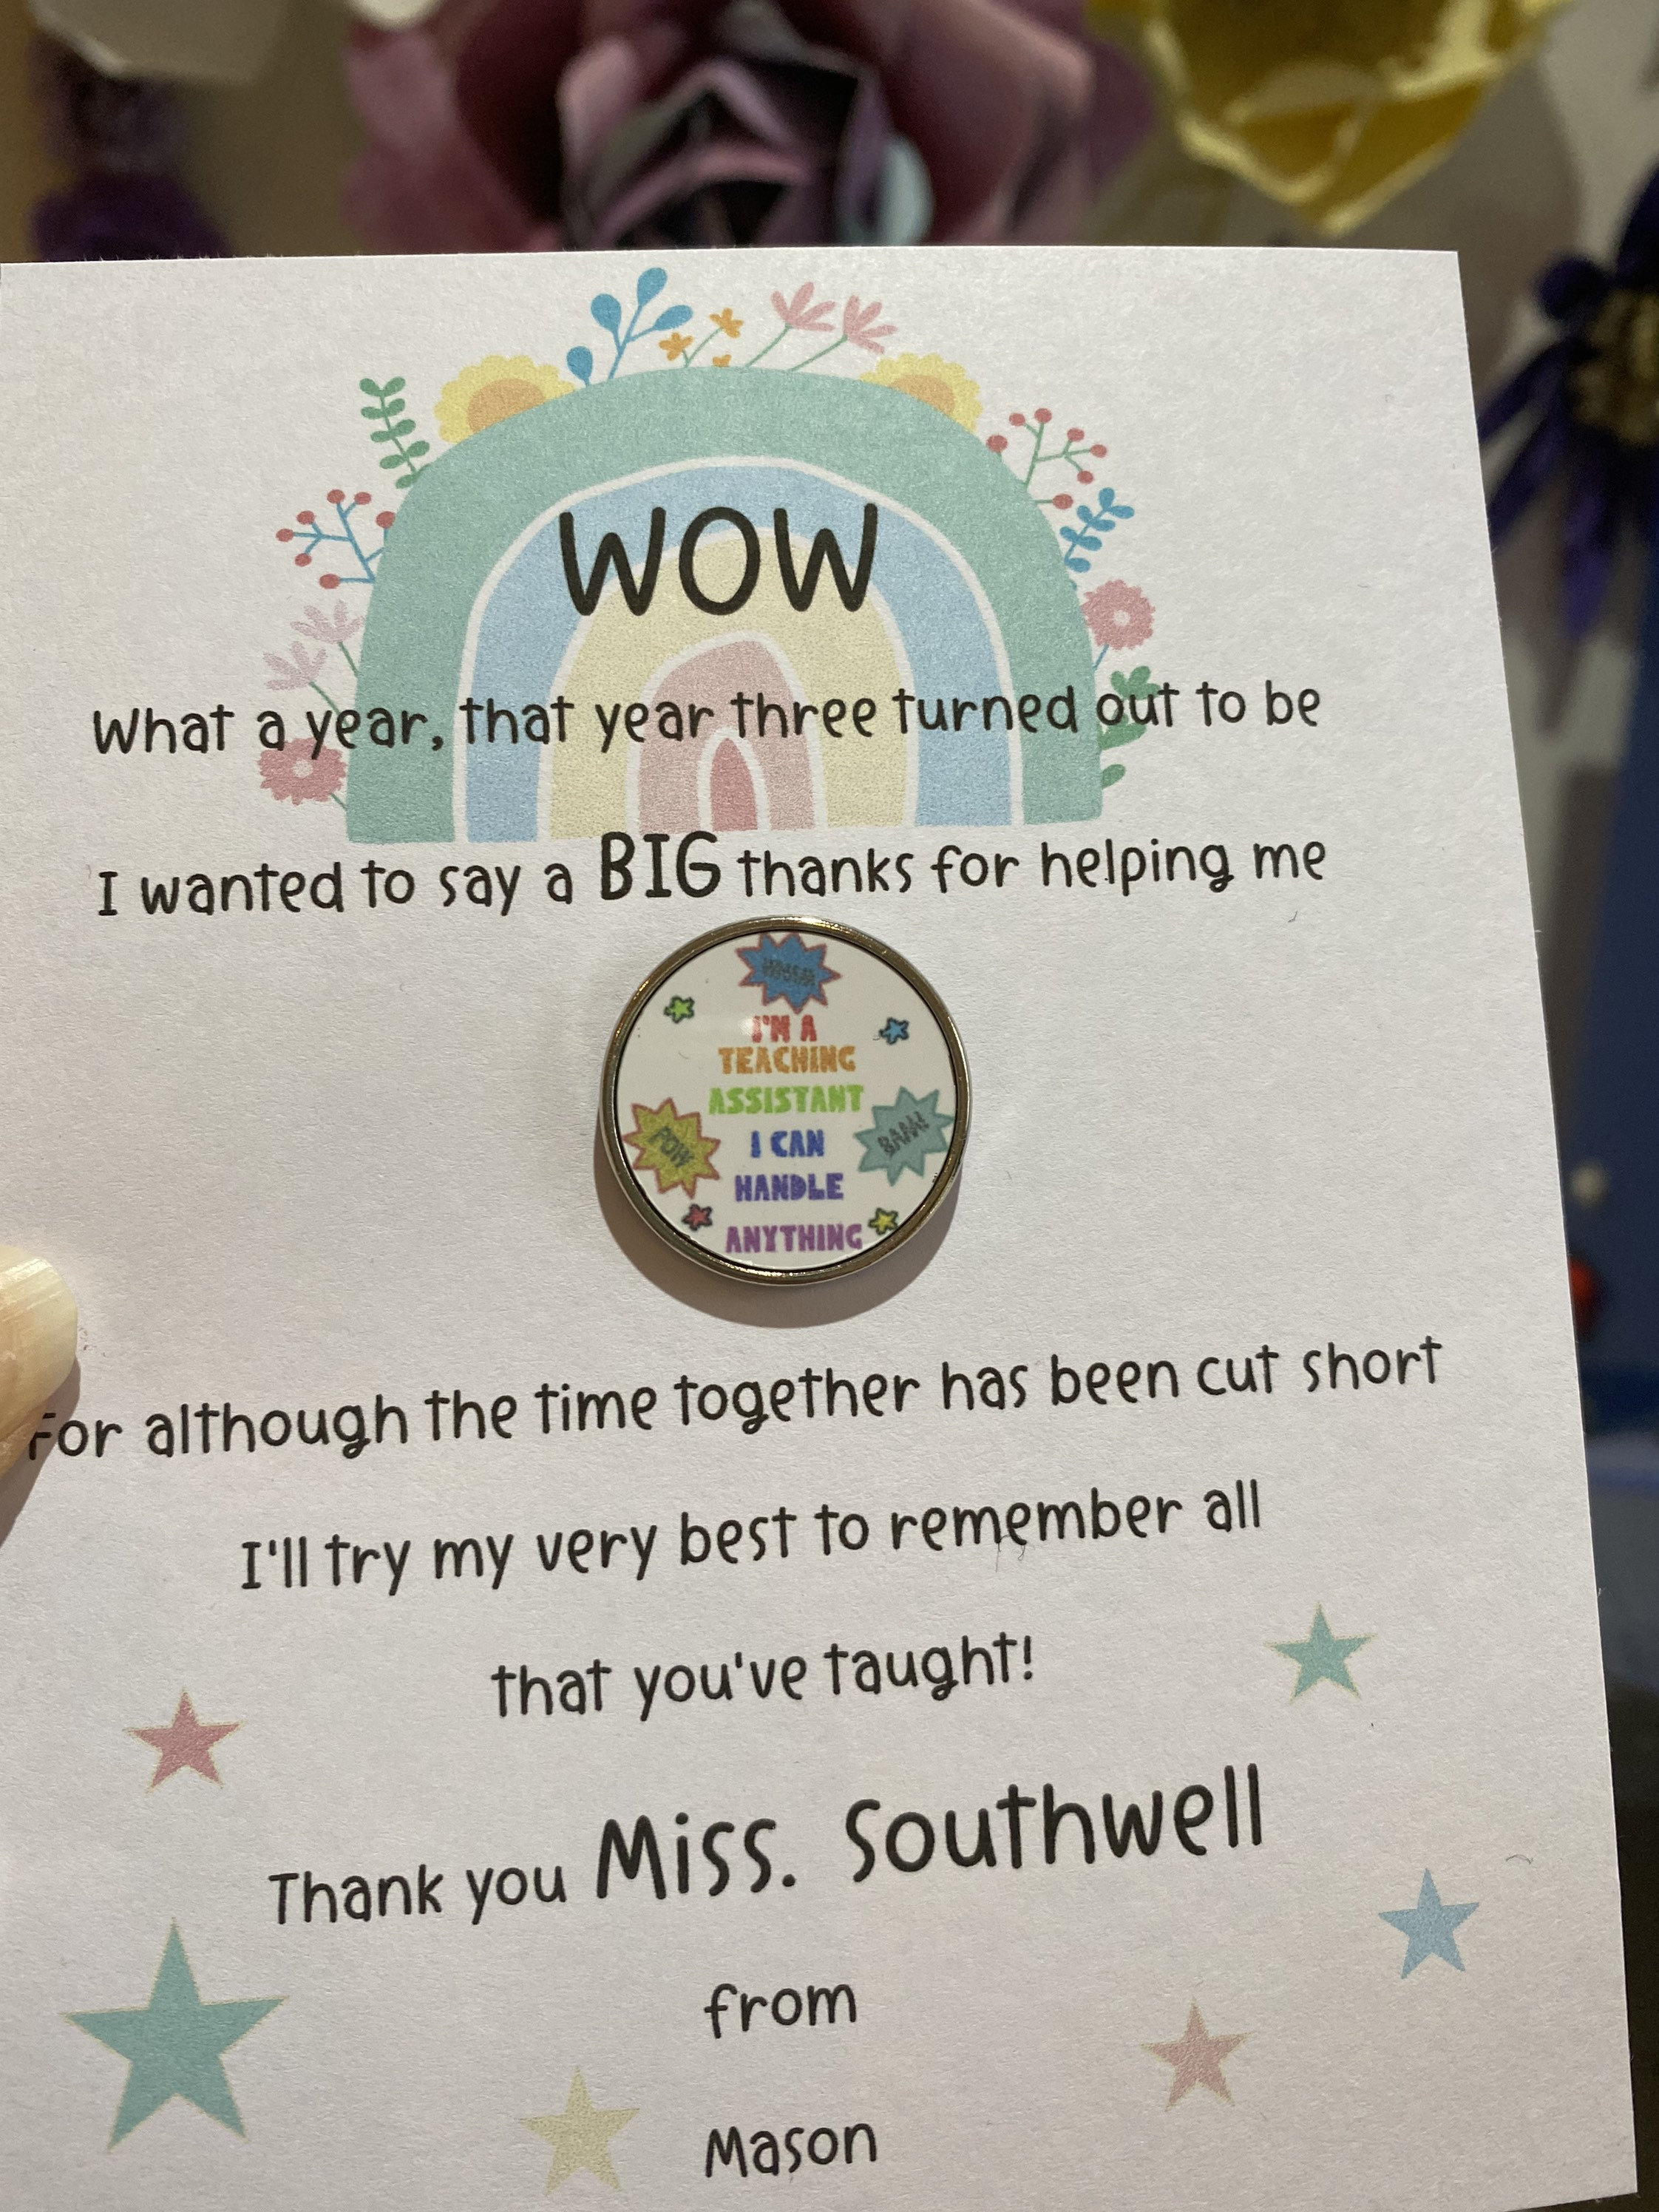 WOW
What a year, that year three turned out to be
I wanted to say a BIG thanks for helping me
I'M A
TEACHING
ASSISTANT
POW
BAM!
I CAN
HANDLE
ANYTHING
For although the time together has been cut short
I'll try my very best to remember all
that you've taught!
Thank you Miss. Southwell
from
Mason